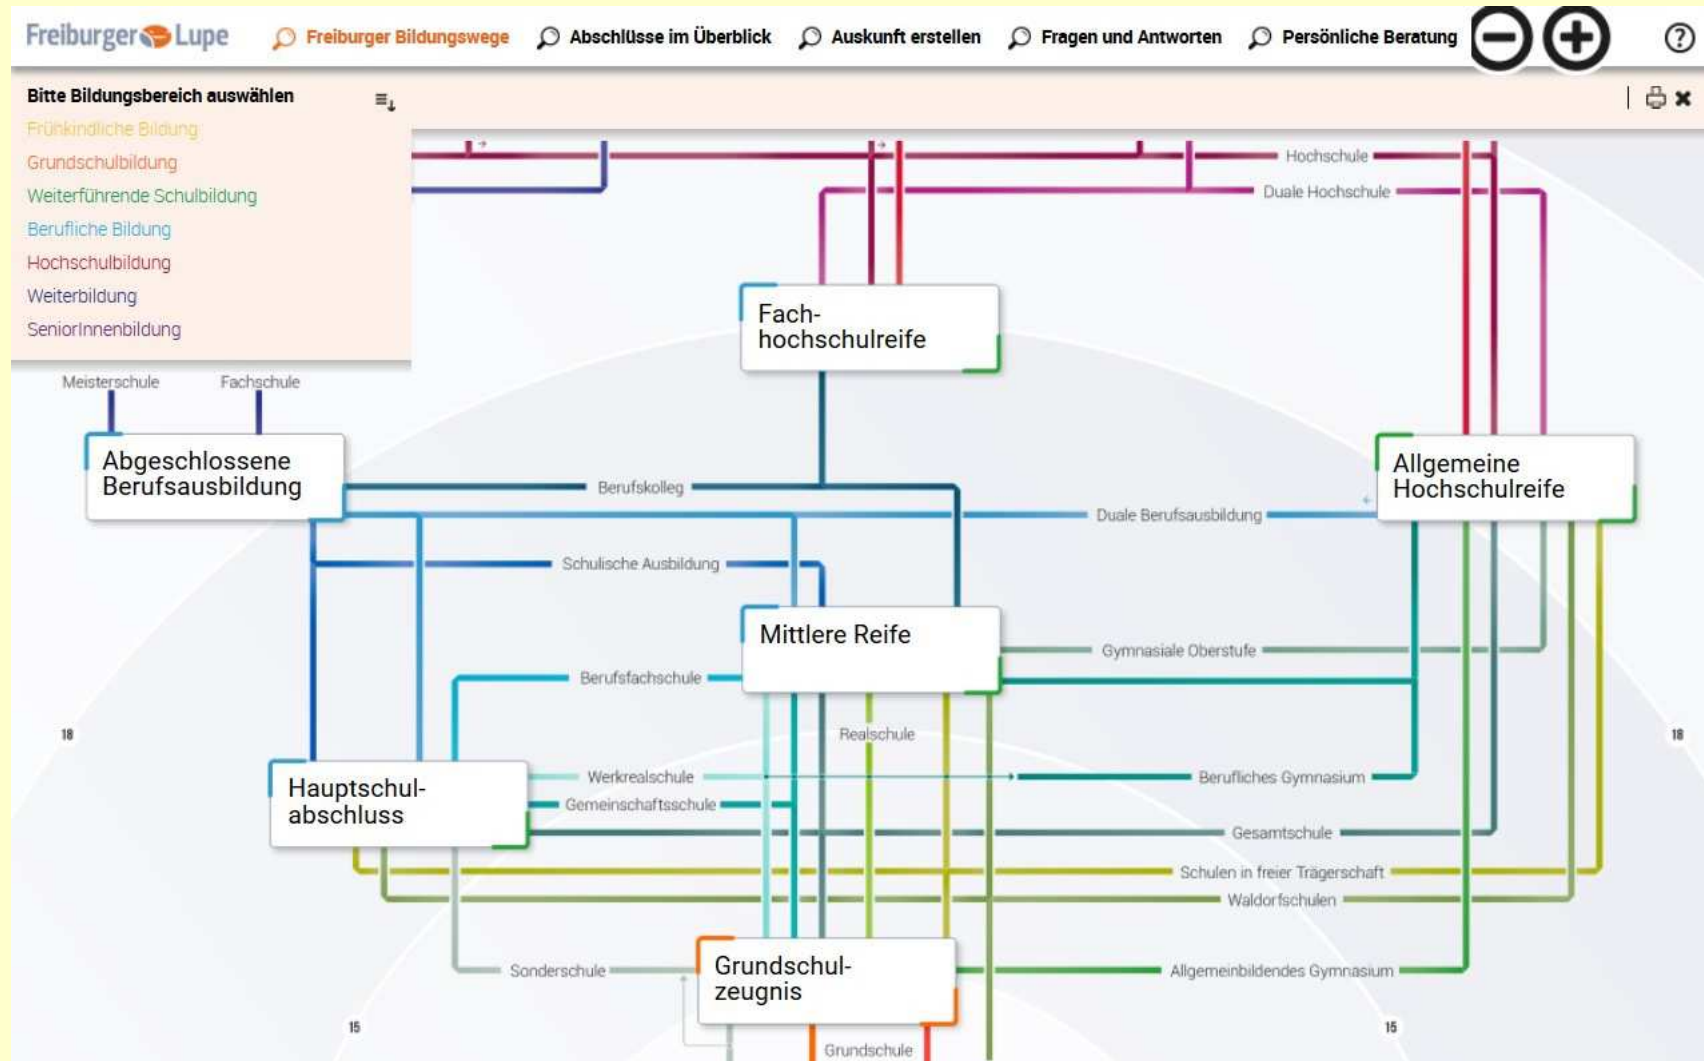 Freiburger Lupe
Freiburger Bildungswege
Abschlüsse im Überblick
Auskunft erstellen
Fragen und Antworten
Persönliche Beratung
?
Bitte Bildungsbereich auswählen
Frühkindliche Bildung
Grundschulbildung
Weiterführende Schulbildung
Berufliche Bildung
Hochschulbildung
Weiterbildung
SeniorInnenbildung
Hochschule
Duale Hochschule
Fach-
hochschulreife
Meisterschule
Fachschule
Abgeschlossene
Berufsausbildung
Allgemeine
Hochschulreife
Berufskolleg
Duale Berufsausbildung
Schulische Ausbildung
Mittlere Reife
Gymnasiale Oberstufe
Berufsfachschule
18
Realschule
18
Hauptschul-
abschluss
Werkrealschule
Berufliches Gymnasium
Gemeinschaftsschule
Gesamtschule
Schulen in freier Trägerschaft
Waldorfschulen
Sonderschule
Grundschul-
zeugnis
Allgemeinbildendes Gymnasium
15
15
Grundschule